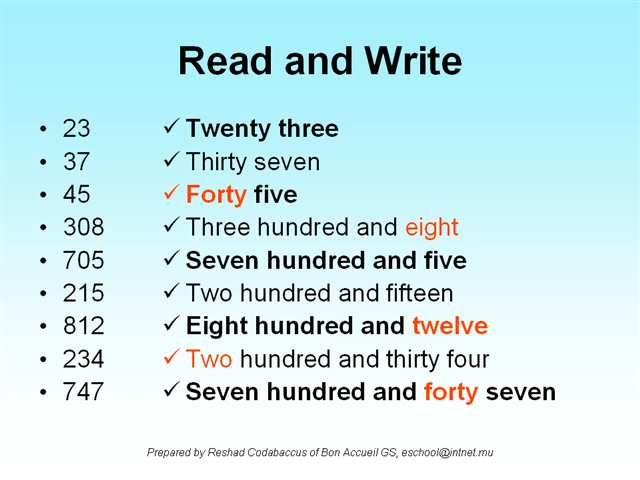 Read and Write
• 23 ✓ Twenty three
• 37 ✓ Thirty seven
• 45 ✓ Forty five
• 308 ✓ Three hundred and eight
• 705 ✓ Seven hundred and five
• 215 ✓ Two hundred and fifteen
• 812 ✓ Eight hundred and twelve
• 234 ✓ Two hundred and thirty four
• 747 ✓ Seven hundred and forty seven
Prepared by Reshad Codabaccus of Bon Accueil GS, eschool@intnet.mu